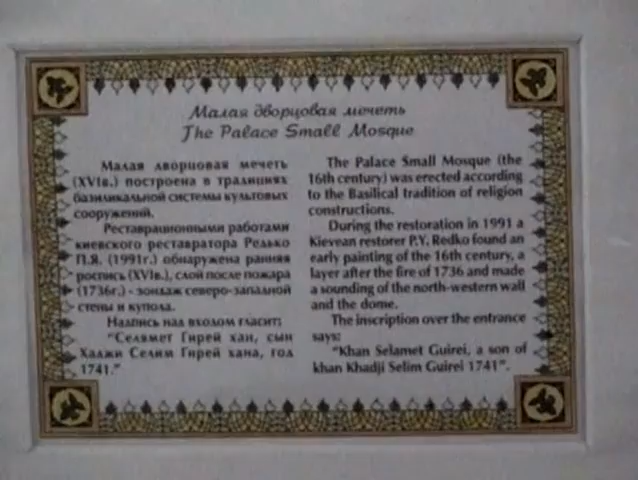 Малая дворцовая мечеть
The Palace Small Mosque
Малая дворцовая мечеть
(XVIв.) построена в традициях
базиликальной системы культовых
сооружений.
Реставрационными работами
киевского реставратора Редько
П.Я. (1991г.) обнаружена ранняя
роспись (XVIв.), слой после пожара
(1736г.) - зондаж северо-западной
стены и купола.
Надпись над входом гласит:
"Селямет Гирей хан, сын
Хаджи Селим Гирей хана, год
1741."
The Palace Small Mosque (the
16th century) was erected according
to the Basilical tradition of religion
constructions.
During the restoration in 1991 a
Kievean restorer P.Y. Redko found an
early painting of the 16th century, a
layer after the fire of 1736 and made
a sounding of the north-western wall
and the dome.
The inscription over the entrance
says:
"Khan Selamet Guirei, a son of
khan Khadji Selim Guirei 1741".